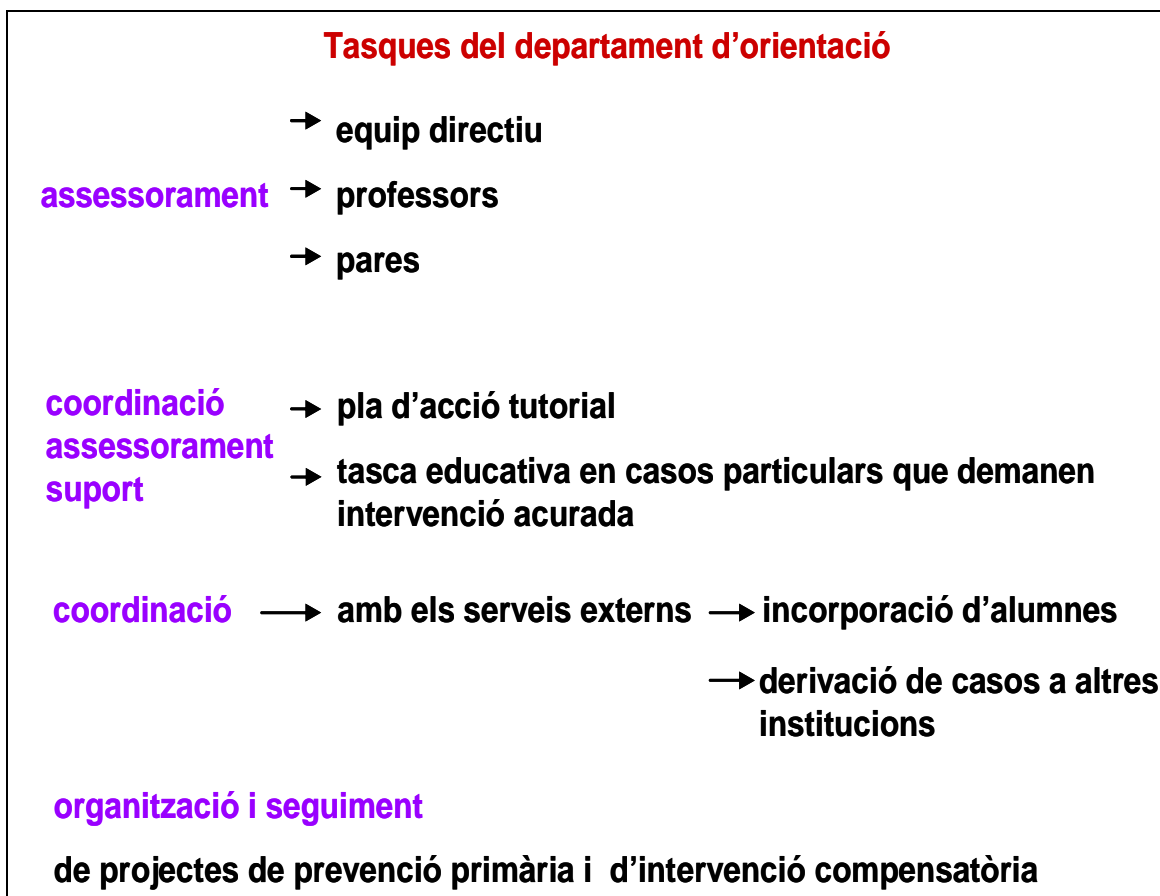 Tasques del departament d'orientació
equip directiu
assessorament
professors
pares
coordinació
assessorament
suport
pla d'acció tutorial
tasca educativa en casos particulars que demanen
intervenció acurada
coordinació
amb els serveis externs
incorporació d'alumnes
derivació de casos a altres
institucions
organització i seguiment
de projectes de prevenció primària i d'intervenció compensatòria